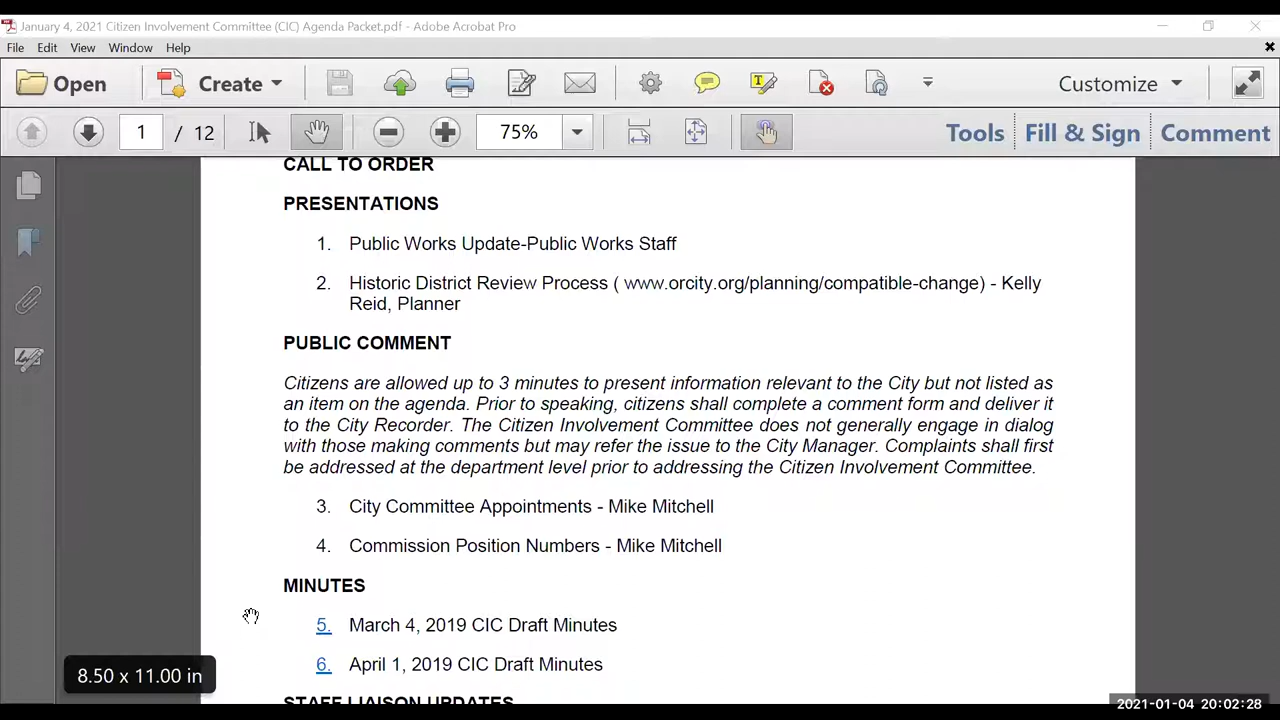 January 4, 2021 Citizen Involvement Committee (CIC) Agenda Packet.pdf - Adobe Acrobat Pro
File Edit View Window Help
Open Create Customize
1 / 12 75% Tools Fill & Sign Comment
CALL TO ORDER
PRESENTATIONS
1. Public Works Update-Public Works Staff
2. Historic District Review Process ( www.orcity.org/planning/compatible-change) - Kelly
Reid, Planner
PUBLIC COMMENT
Citizens are allowed up to 3 minutes to present information relevant to the City but not listed as
an item on the agenda. Prior to speaking, citizens shall complete a comment form and deliver it
to the City Recorder. The Citizen Involvement Committee does not generally engage in dialog
with those making comments but may refer the issue to the City Manager. Complaints shall first
be addressed at the department level prior to addressing the Citizen Involvement Committee.
3. City Committee Appointments - Mike Mitchell
4. Commission Position Numbers - Mike Mitchell
MINUTES
5. March 4, 2019 CIC Draft Minutes
6. April 1, 2019 CIC Draft Minutes
8.50 x 11.00 in
STAFF LIAISON UPDATES
2021-01-04 20:02:28